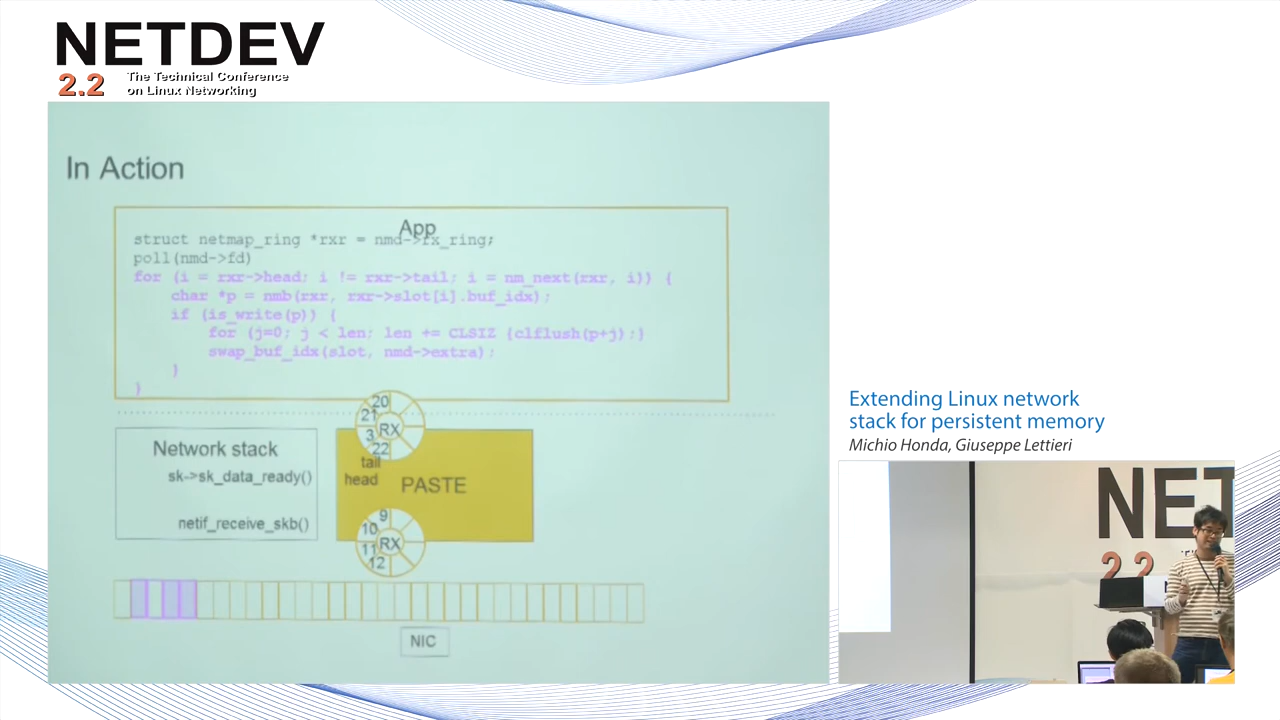 NETDEV
2.2
The Technical Conference
on Linux Networking
In Action
App
struct netmap_ring *rxr = nmd->rx_ring;
poll(nmd->fd)
for (i = rxr->head; i != rxr->tail; i = nm_next(rxr, i)) {
char *p = nmb(rxr, rxr->slot[i].buf_idx);
if (is_write(p)) {
for (j=0; j < len; len += CLSIZ {clflush(p+j);}
swap_buf_idx(slot, nmd->extra);
}
}
20
21
RX
3
22
tail
head
PASTE
Network stack
sk->sk_data_ready()
netif_receive_skb()
9
10
RX
11
12
NIC
Extending Linux network
stack for persistent memory
Michio Honda, Giuseppe Lettieri
NET
2.2